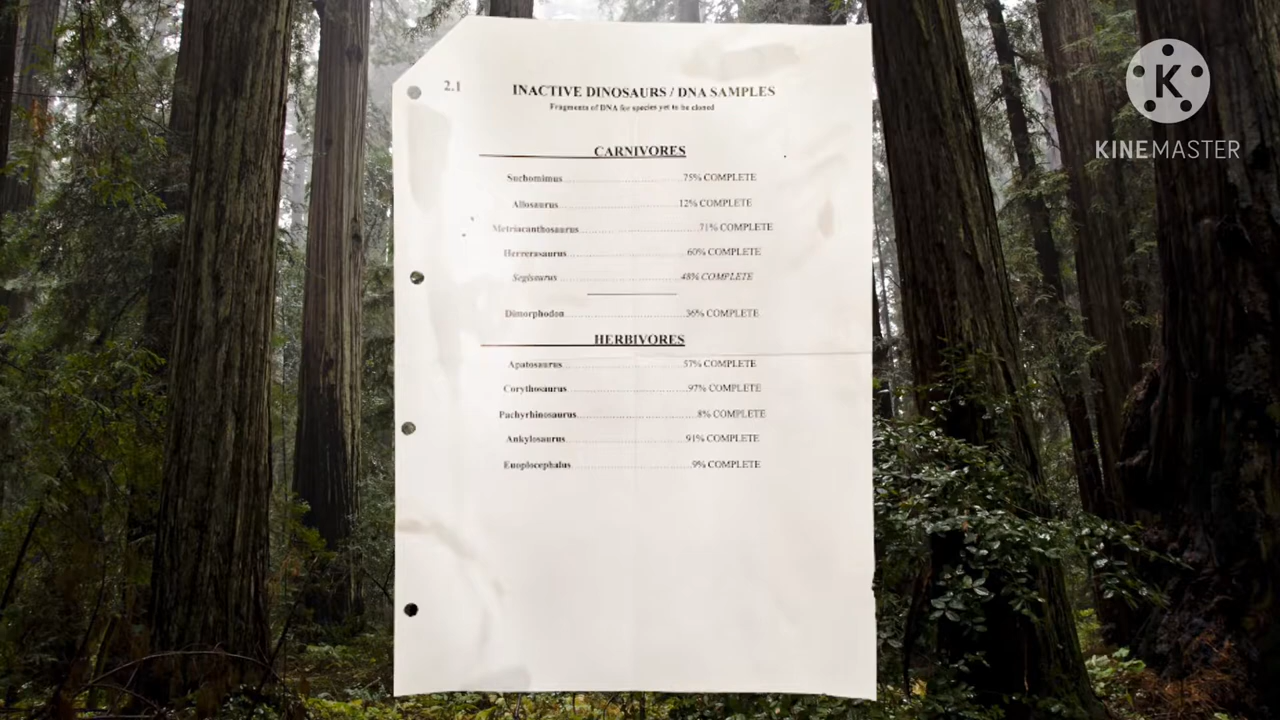 2.1
INACTIVE DINOSAURS / DNA SAMPLES
Fragments of DNA for species yet to be cloned
CARNIVORES
Suchomimus 75% COMPLETE
Allosaurus 12% COMPLETE
Metriacanthosaurus 71% COMPLETE
Herrerasaurus 60% COMPLETE
Segisaurus 48% COMPLETE
Dimorphodon 36% COMPLETE
HERBIVORES
Apatosaurus 57% COMPLETE
Corythosaurus 97% COMPLETE
Pachyrhinosaurus 8% COMPLETE
Ankylosaurus 91% COMPLETE
Euoplocephalus 9% COMPLETE
K
KINEMASTER